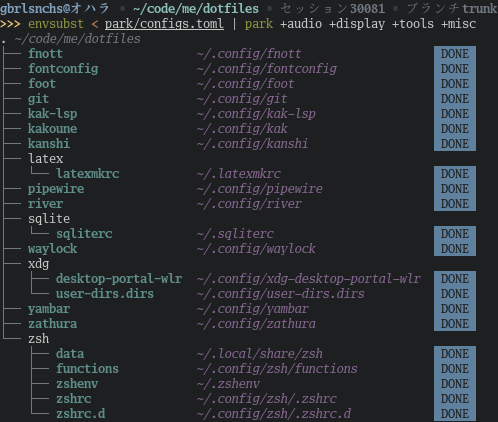 gbrlsnchs@オハラ • ~/code/me/dotfiles • セッション30081 • ブランチtrunk
>>> envsubst < park/configs.toml | park +audio +display +tools +misc
. ~/code/me/dotfiles
├── fnott ~/.config/fnott DONE
├── fontconfig ~/.config/fontconfig DONE
├── foot ~/.config/foot DONE
├── git ~/.config/git DONE
├── kak-lsp ~/.config/kak-lsp DONE
├── kakoune ~/.config/kak DONE
├── kanshi ~/.config/kanshi DONE
├── latex
│   └── latexmkrc ~/.latexmkrc DONE
├── pipewire ~/.config/pipewire DONE
├── river ~/.config/river DONE
├── sqlite
│   └── sqliterc ~/.sqliterc DONE
├── waylock ~/.config/waylock DONE
├── xdg
│   ├── desktop-portal-wlr ~/.config/xdg-desktop-portal-wlr DONE
│   └── user-dirs.dirs ~/.config/user-dirs.dirs DONE
├── yambar ~/.config/yambar DONE
├── zathura ~/.config/zathura DONE
└── zsh
    ├── data ~/.local/share/zsh DONE
    ├── functions ~/.config/zsh/functions DONE
    ├── zshenv ~/.zshenv DONE
    ├── zshrc ~/.config/zsh/.zshrc DONE
    └── zshrc.d ~/.config/zsh/.zshrc.d DONE